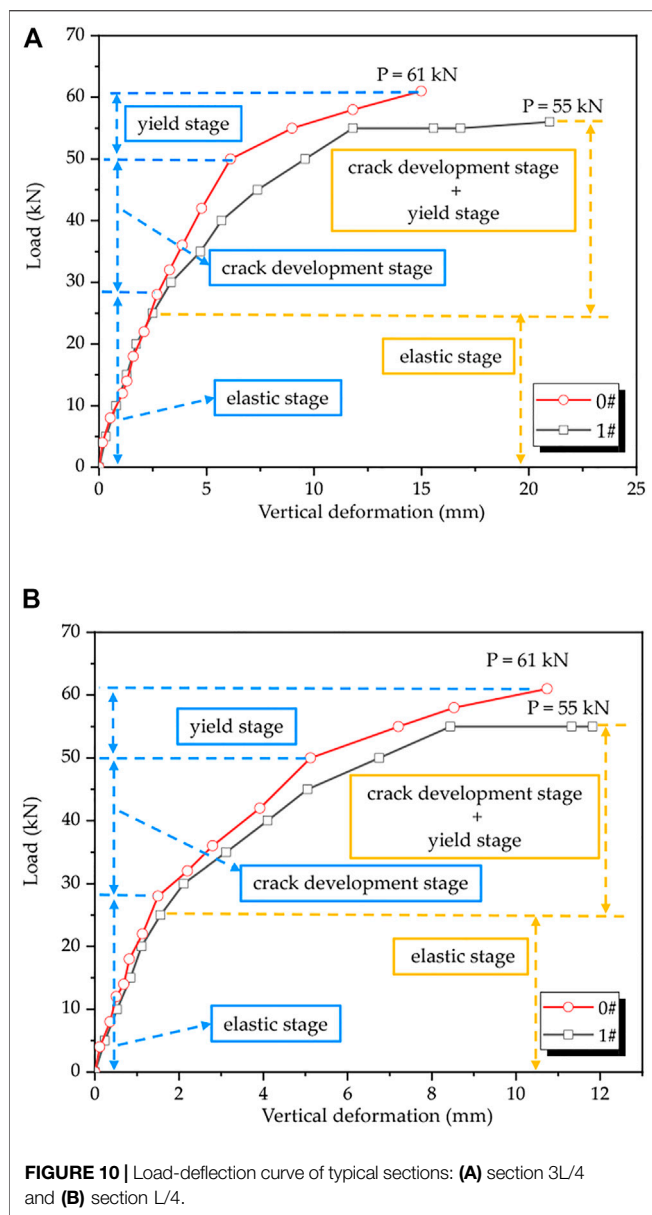 A
70
60
50
40
30
20
10
0
Load (kN)
P = 61 kN
P = 55 kN
yield stage
crack development stage
+
yield stage
crack development stage
elastic stage
elastic stage
0#
1#
0 5 10 15 20 25
Vertical deformation (mm)
B
70
60
50
40
30
20
10
0
Load (kN)
P = 61 kN
P = 55 kN
yield stage
crack development stage
+
yield stage
crack development stage
elastic stage
elastic stage
0#
1#
0 2 4 6 8 10 12
Vertical deformation (mm)
FIGURE 10 | Load-deflection curve of typical sections: (A) section 3L/4
and (B) section L/4.